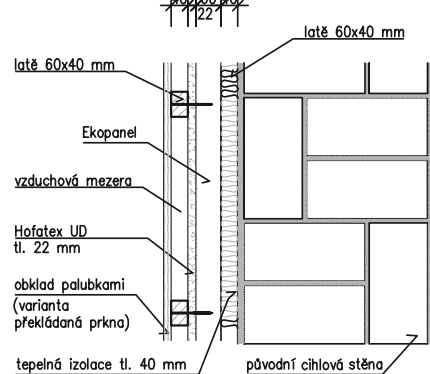 22
latě 60x40 mm
latě 60x40 mm
Ekopanel
vzduchová mezera
Hofatex UD
tl. 22 mm
obklad palubkami
(varianta
překládaná prkna)
tepelná izolace tl. 40 mm
původní cihlová stěna